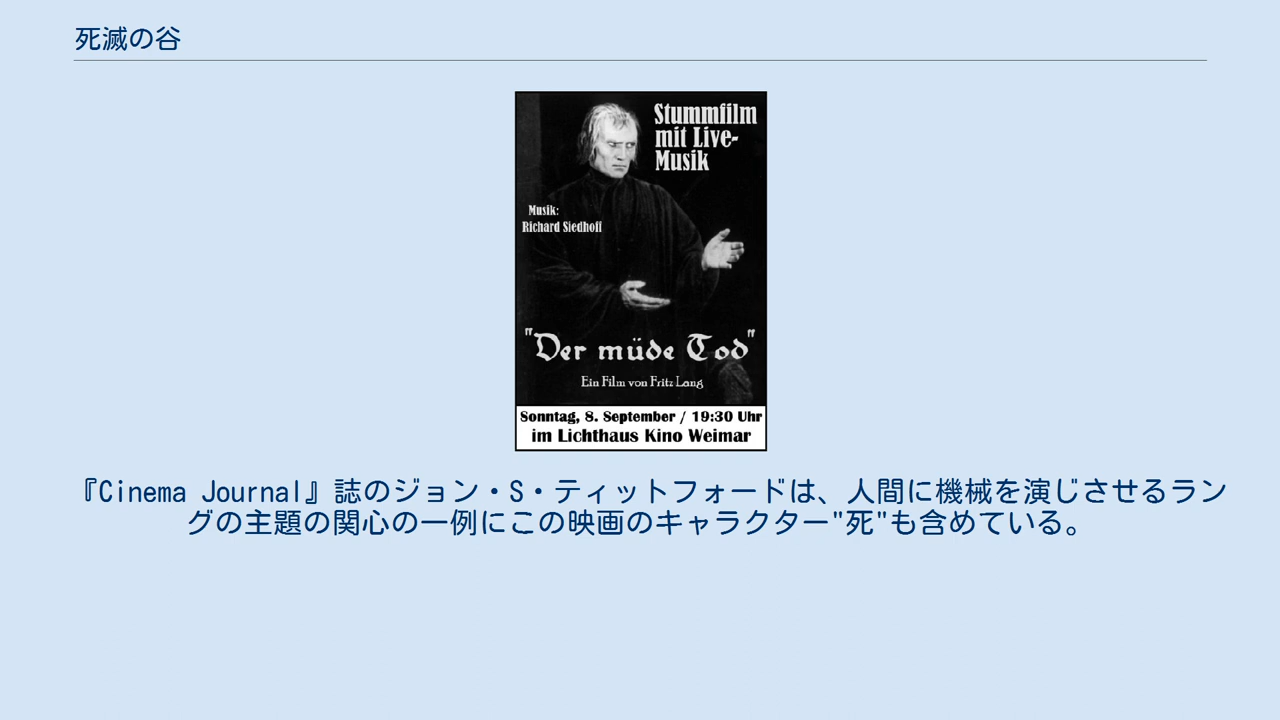 死滅の谷
Stummfilm
mit Live-
Musik
Musik:
Richard Siedhoff
"Der müde Tod"
Ein Film von Fritz Lang
Sonntag, 8. September / 19:30 Uhr
im Lichthaus Kino Weimar
『Cinema Journal』誌のジョン・S・ティットフォードは、人間に機械を演じさせるラン
グの主題の関心の一例にこの映画のキャラクター"死"も含めている。